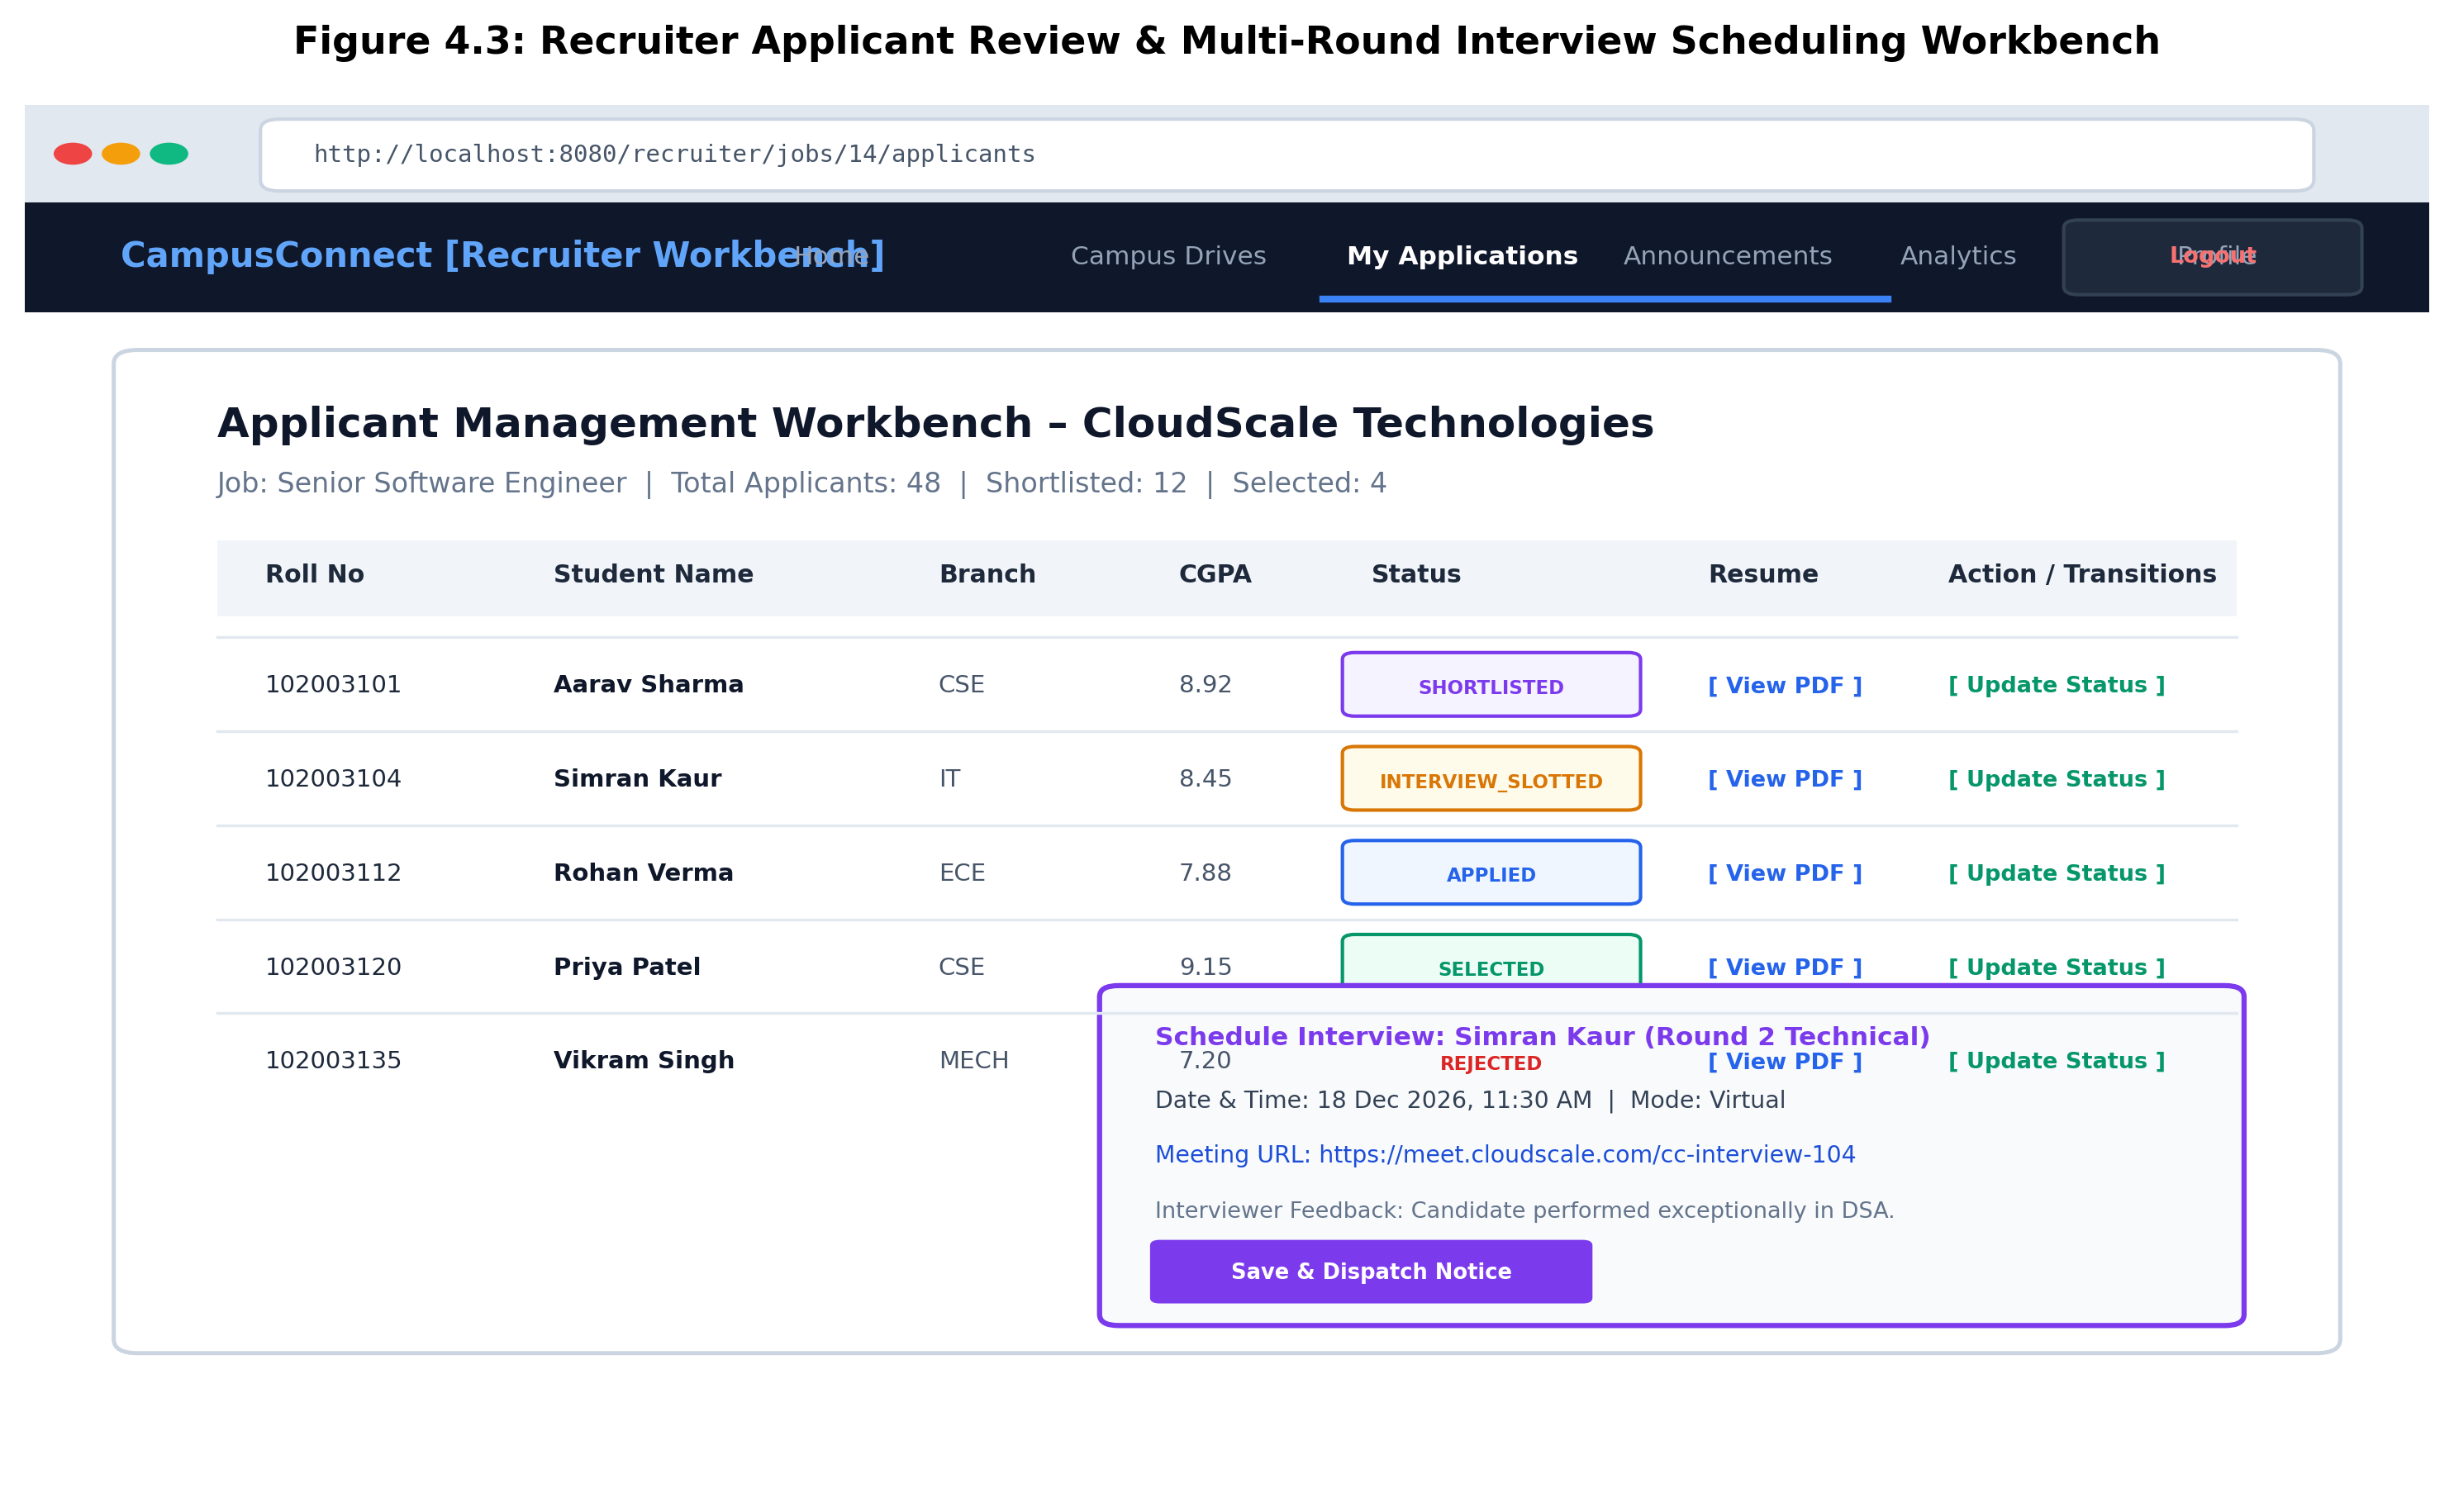 Figure 4.3: Recruiter Applicant Review & Multi-Round Interview Scheduling Workbench
http://localhost:8080/recruiter/jobs/14/applicants
CampusConnect [Recruiter Workbench] Home Campus Drives My Applications Announcements Analytics Profile Logout
Applicant Management Workbench – CloudScale Technologies
Job: Senior Software Engineer | Total Applicants: 48 | Shortlisted: 12 | Selected: 4
Roll No Student Name Branch CGPA Status Resume Action / Transitions
102003101 Aarav Sharma CSE 8.92 SHORTLISTED [ View PDF ] [ Update Status ]
102003104 Simran Kaur IT 8.45 INTERVIEW_SLOTTED [ View PDF ] [ Update Status ]
102003112 Rohan Verma ECE 7.88 APPLIED [ View PDF ] [ Update Status ]
102003120 Priya Patel CSE 9.15 SELECTED [ View PDF ] [ Update Status ]
Schedule Interview: Simran Kaur (Round 2 Technical)
102003135 Vikram Singh MECH 7.20 REJECTED [ View PDF ] [ Update Status ]
Date & Time: 18 Dec 2026, 11:30 AM | Mode: Virtual
Meeting URL: https://meet.cloudscale.com/cc-interview-104
Interviewer Feedback: Candidate performed exceptionally in DSA.
Save & Dispatch Notice